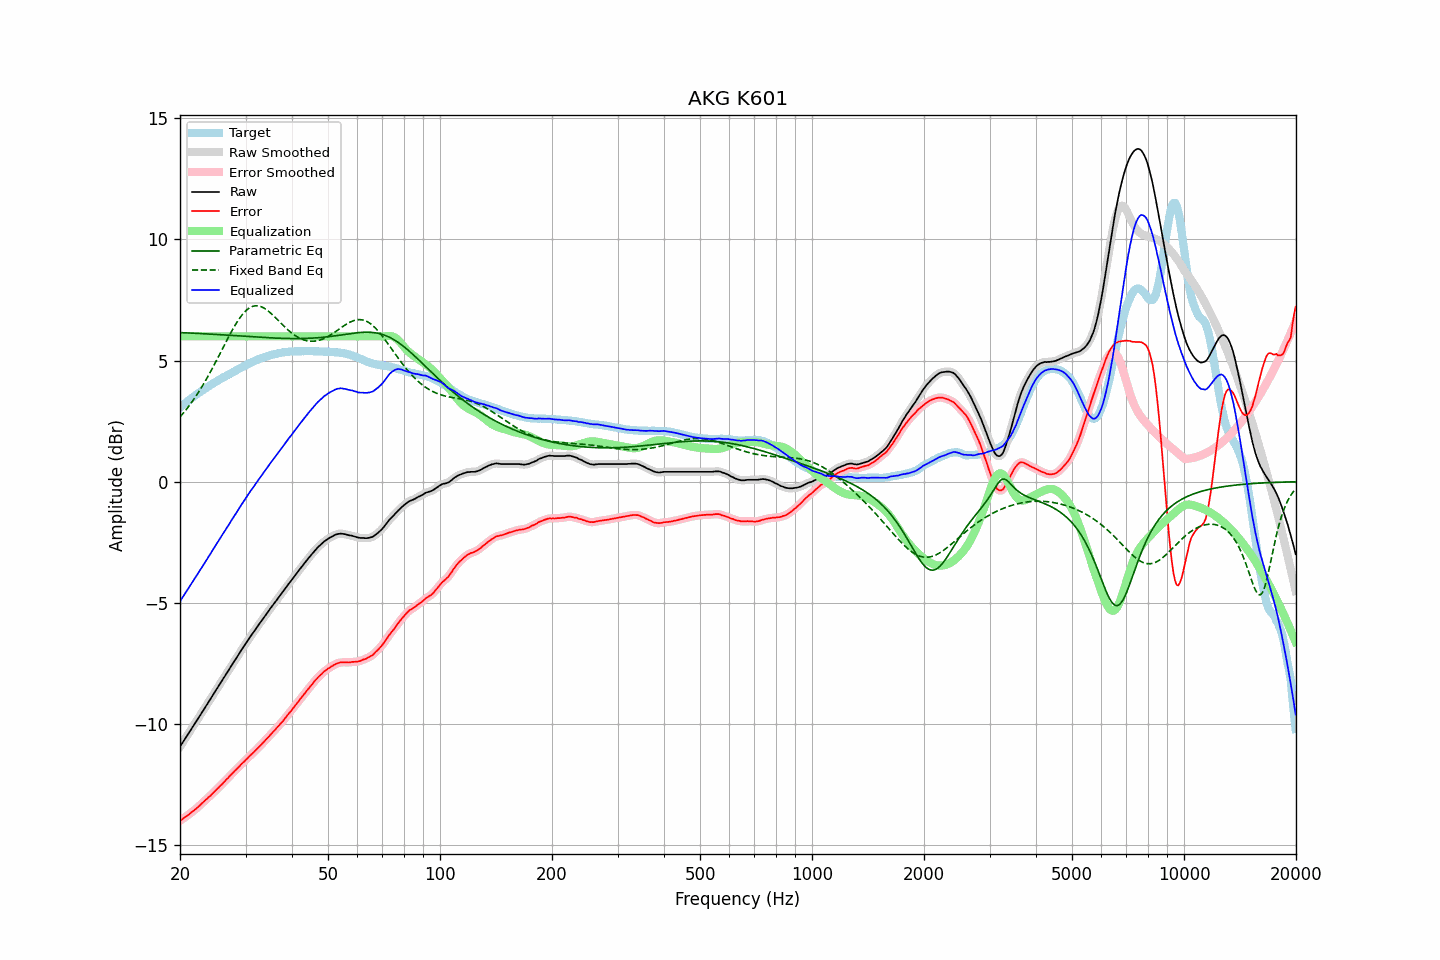 AKG K601
Amplitude (dBr)
15
10
5
0
−5
−10
−15
Target
Raw Smoothed
Error Smoothed
Raw
Error
Equalization
Parametric Eq
Fixed Band Eq
Equalized
20 50 100 200 500 1000 2000 5000 10000 20000
Frequency (Hz)